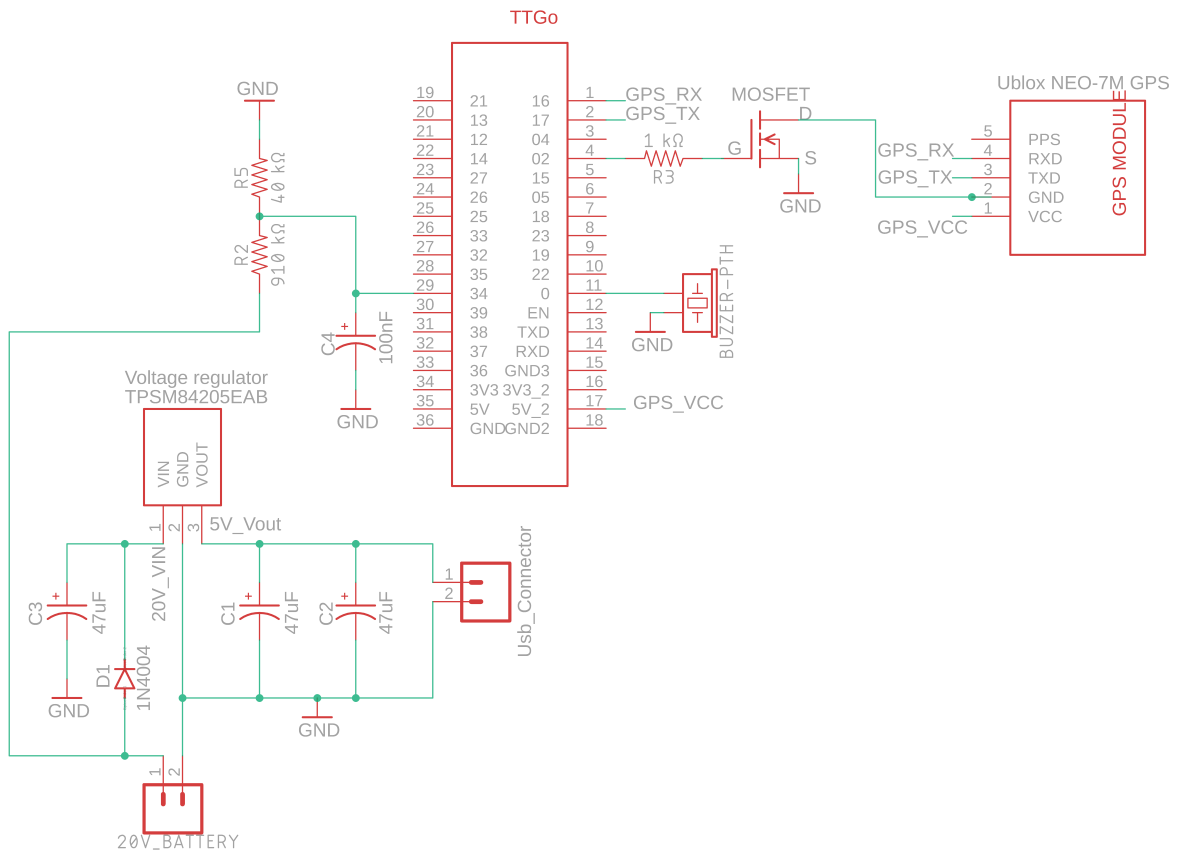 TTGo
GND
R5
40 kΩ
R2
910 kΩ
C4
+
100nF
GND
19
20
21
22
23
24
25
26
27
28
29
30
31
32
33
34
35
36
21
13
12
14
27
26
25
33
32
35
34
39
38
37
36
3V3
5V
GND
16
17
04
02
15
05
18
23
19
22
0
EN
TXD
RXD
GND3
3V3_2
5V_2
GND2
1
2
3
4
5
6
7
8
9
10
11
12
13
14
15
16
17
18
GPS_RX
GPS_TX
1 kΩ
R3
MOSFET
D
G
S
GND
BUZZER-PTH
GND
GPS_VCC
Ublox NEO-7M GPS
GPS MODULE
5
4
3
2
1
PPS
RXD
TXD
GND
VCC
GPS_RX
GPS_TX
GPS_VCC
Voltage regulator
TPSM84205EAB
VIN
GND
VOUT
1
2
3
5V_Vout
20V_VIN
C3
+
47uF
GND
D1
1N4004
C1
+
47uF
C2
+
47uF
GND
1
2
Usb_Connector
1
2
20V_BATTERY